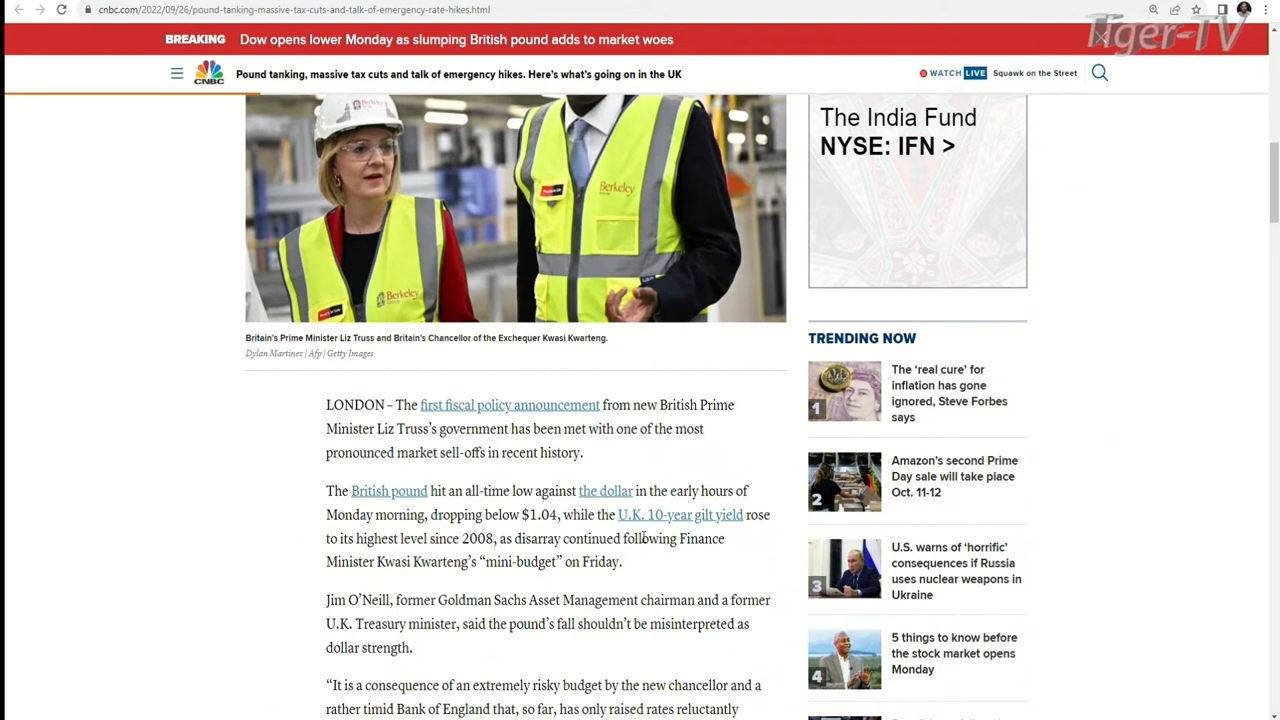 cnbc.com/2022/09/26/pound-tanking-massive-tax-cuts-and-talk-of-emergency-rate-hikes.html
Tiger-TV
BREAKING Dow opens lower Monday as slumping British pound adds to market woes
CNBC
Pound tanking, massive tax cuts and talk of emergency hikes. Here's what's going on in the UK
WATCH LIVE Squawk on the Street
Berkeley
Berkeley
Berkeley
The India Fund
NYSE: IFN >
Britain's Prime Minister Liz Truss and Britain's Chancellor of the Exchequer Kwasi Kwarteng.
Dylan Martinez | Afp | Getty Images
LONDON – The first fiscal policy announcement from new British Prime
Minister Liz Truss's government has been met with one of the most
pronounced market sell-offs in recent history.
The British pound hit an all-time low against the dollar in the early hours of
Monday morning, dropping below $1.04, while the U.K. 10-year gilt yield rose
to its highest level since 2008, as disarray continued following Finance
Minister Kwasi Kwarteng's “mini-budget” on Friday.
Jim O'Neill, former Goldman Sachs Asset Management chairman and a former
U.K. Treasury minister, said the pound's fall shouldn't be misinterpreted as
dollar strength.
“It is a consequence of an extremely risky budget by the new chancellor and a
rather timid Bank of England that, so far, has only raised rates reluctantly
TRENDING NOW
1
The ‘real cure’ for
inflation has gone
ignored, Steve Forbes
says
2
Amazon's second Prime
Day sale will take place
Oct. 11-12
3
U.S. warns of ‘horrific’
consequences if Russia
uses nuclear weapons in
Ukraine
4
5 things to know before
the stock market opens
Monday